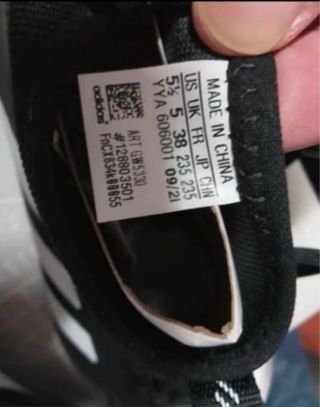 MADE IN CHINA
US UK FR JP CHN
5½ 5 38 235 235
YYA 606001 09/21
adidas
ART GW5330
#128803501